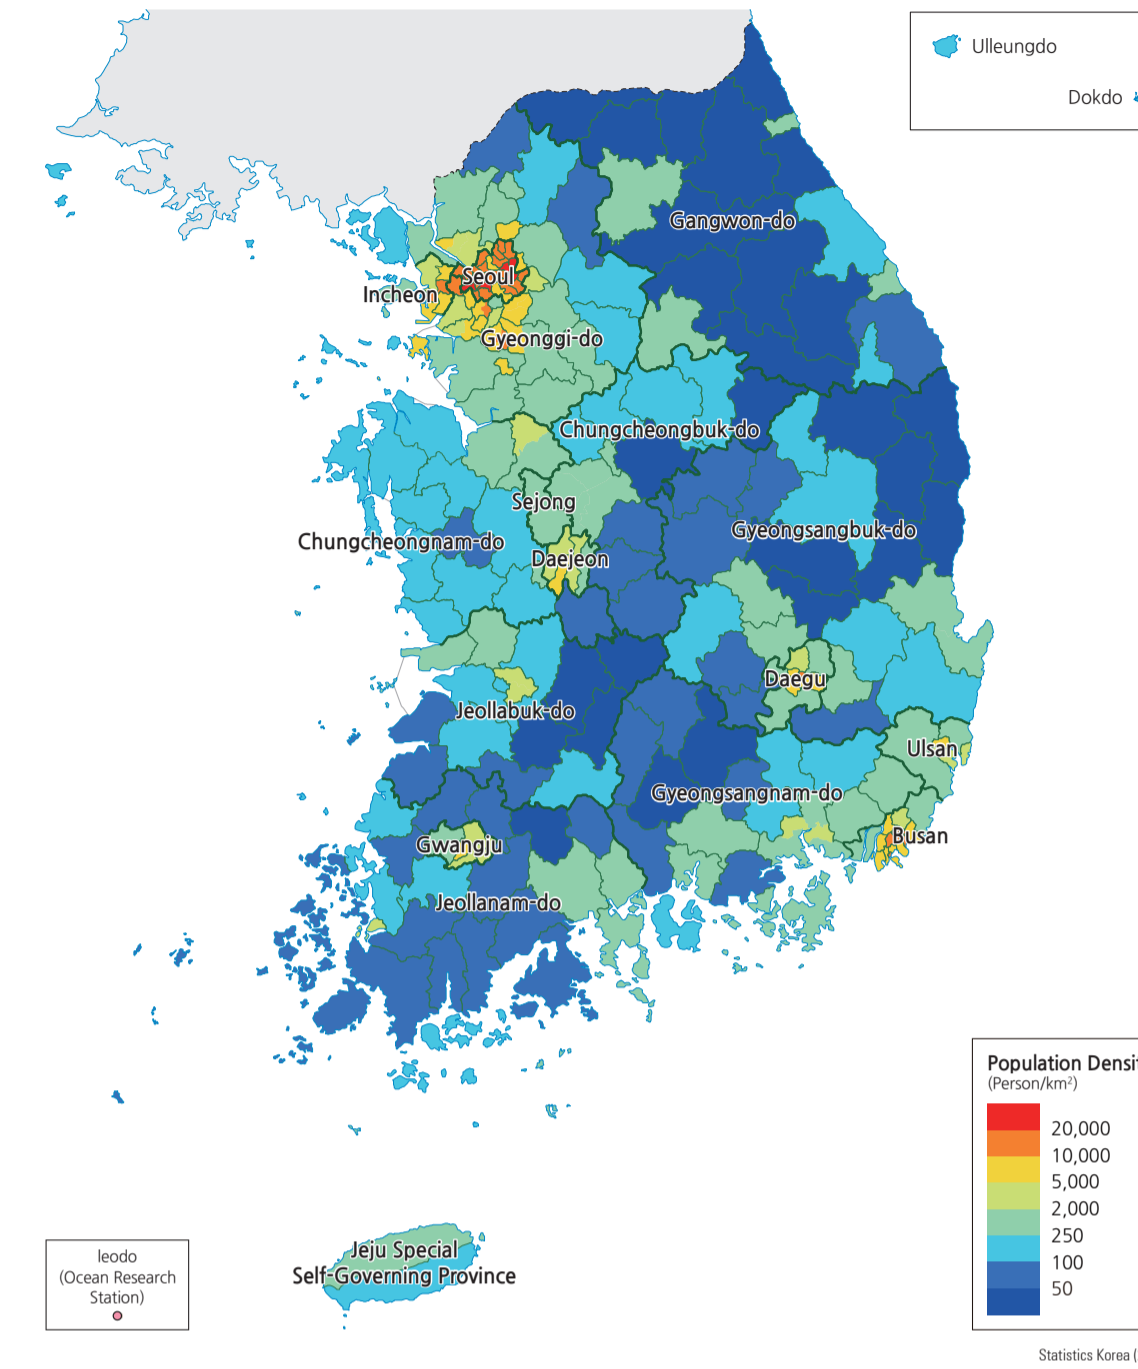 Ulleungdo
Dokdo
Gangwon-do
Seoul
Incheon
Gyeonggi-do
Chungcheongbuk-do
Sejong
Chungcheongnam-do
Daejeon
Gyeongsangbuk-do
Daegu
Jeollabuk-do
Ulsan
Gyeongsangnam-do
Busan
Gwangju
Jeollanam-do
Population Densit
(Person/km²)
20,000
10,000
5,000
2,000
250
100
50
Ieodo
(Ocean Research
Station)
Jeju Special
Self-Governing Province
Statistics Korea (